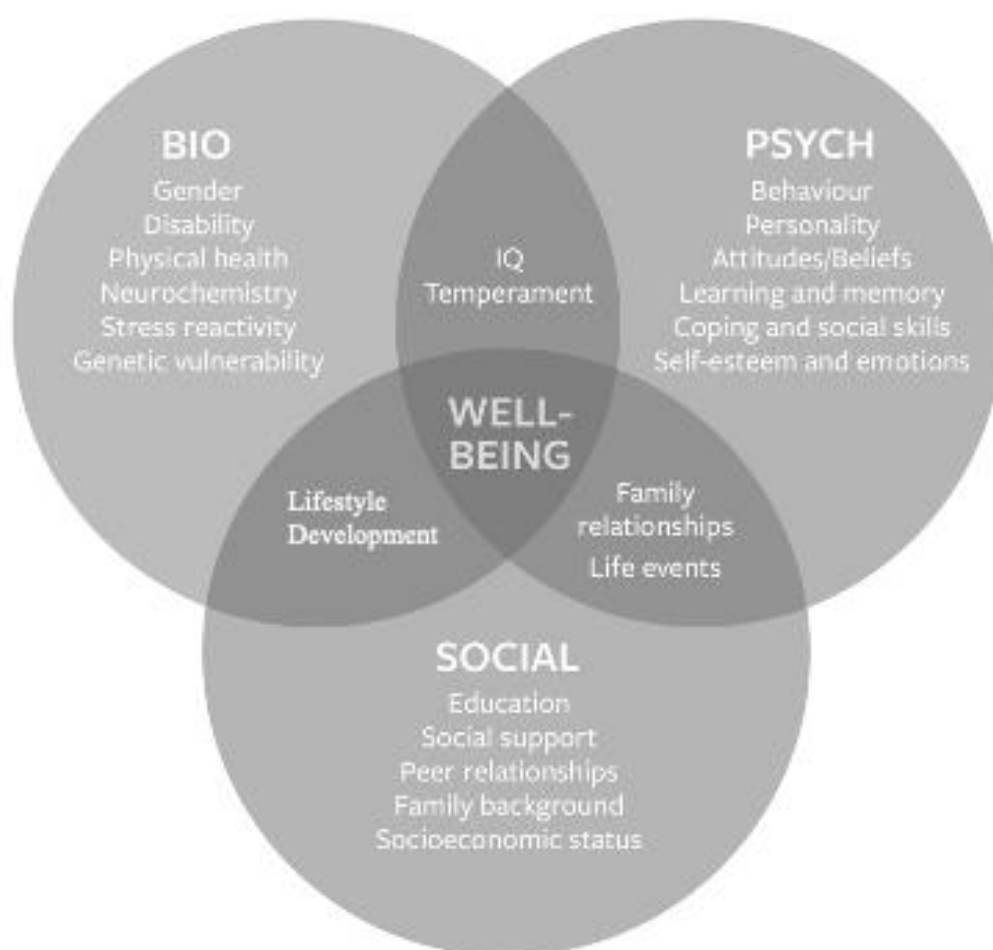 BIO
Gender
Disability
Physical health
Neurochemistry
Stress reactivity
Genetic vulnerability
PSYCH
Behaviour
Personality
Attitudes/Beliefs
Learning and memory
Coping and social skills
Self-esteem and emotions
IQ
Temperament
WELL-
BEING
Lifestyle
Development
Family
relationships
Life events
SOCIAL
Education
Social support
Peer relationships
Family background
Socioeconomic status